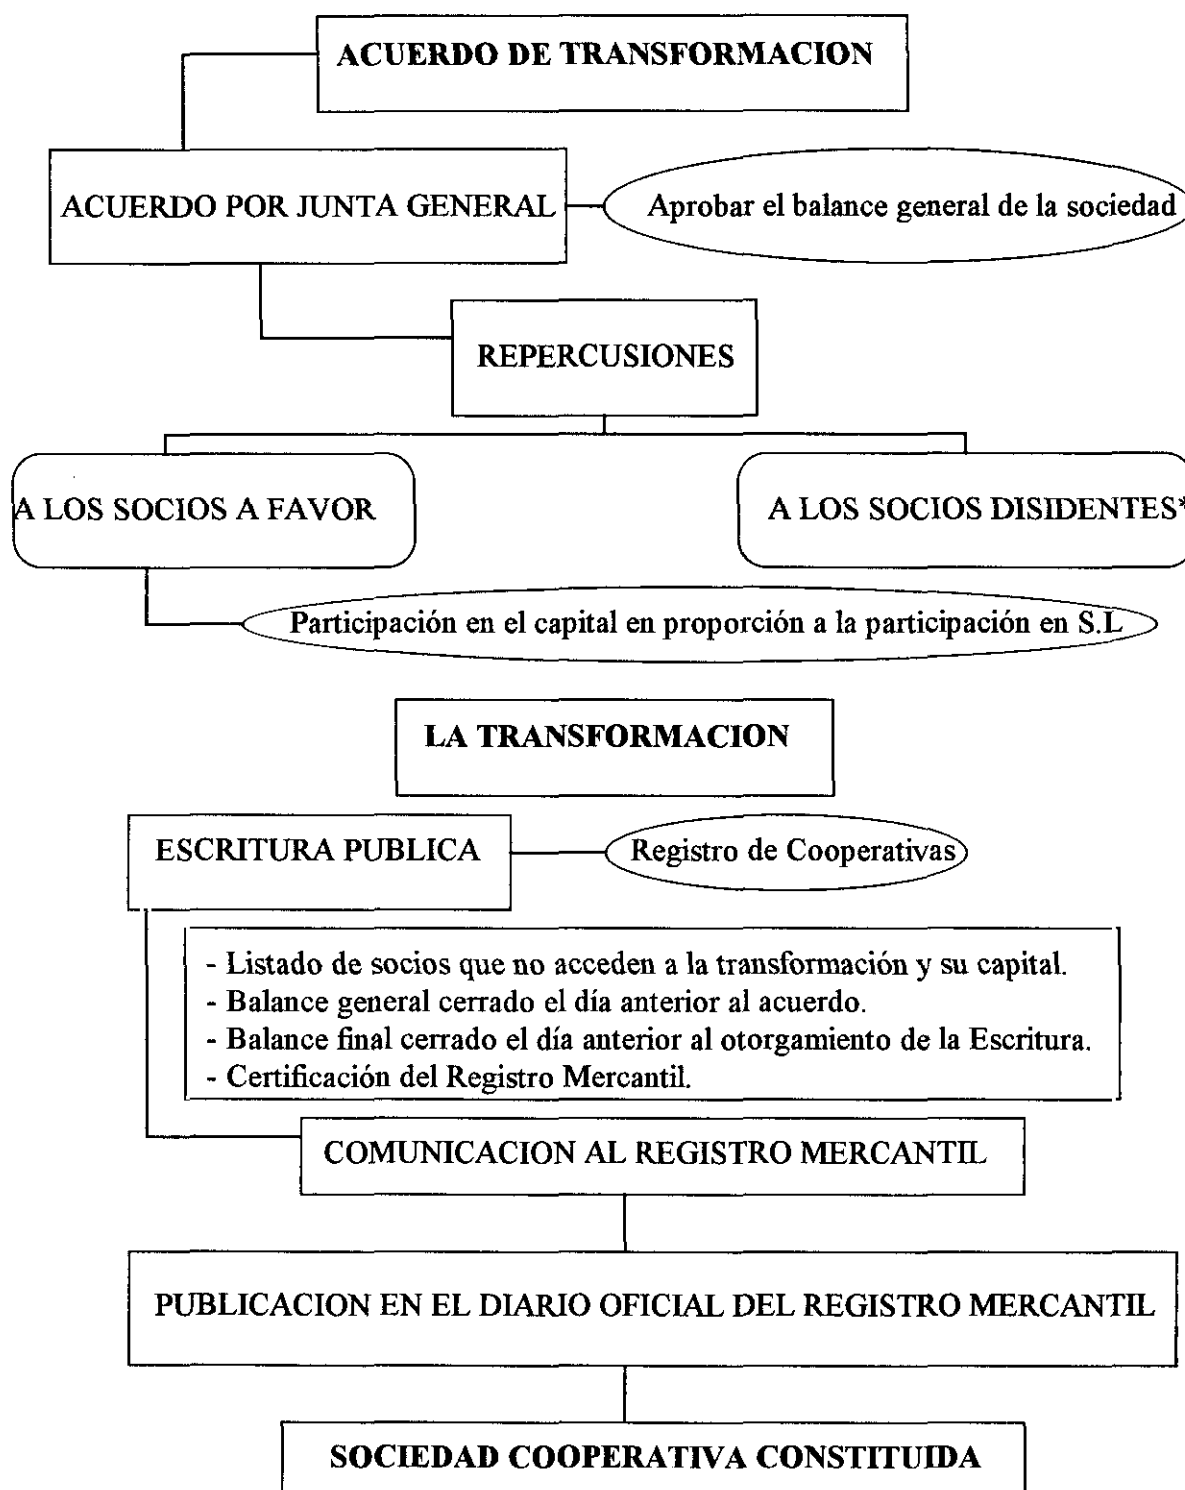 ACUERDO DE TRANSFORMACION
ACUERDO POR JUNTA GENERAL
Aprobar el balance general de la sociedad
REPERCUSIONES
A LOS SOCIOS A FAVOR
A LOS SOCIOS DISIDENTES*
Participación en el capital en proporción a la participación en S.L
LA TRANSFORMACION
ESCRITURA PUBLICA
Registro de Cooperativas
- Listado de socios que no acceden a la transformación y su capital.
- Balance general cerrado el día anterior al acuerdo.
- Balance final cerrado el día anterior al otorgamiento de la Escritura.
- Certificación del Registro Mercantil.
COMUNICACION AL REGISTRO MERCANTIL
PUBLICACION EN EL DIARIO OFICIAL DEL REGISTRO MERCANTIL
SOCIEDAD COOPERATIVA CONSTITUIDA